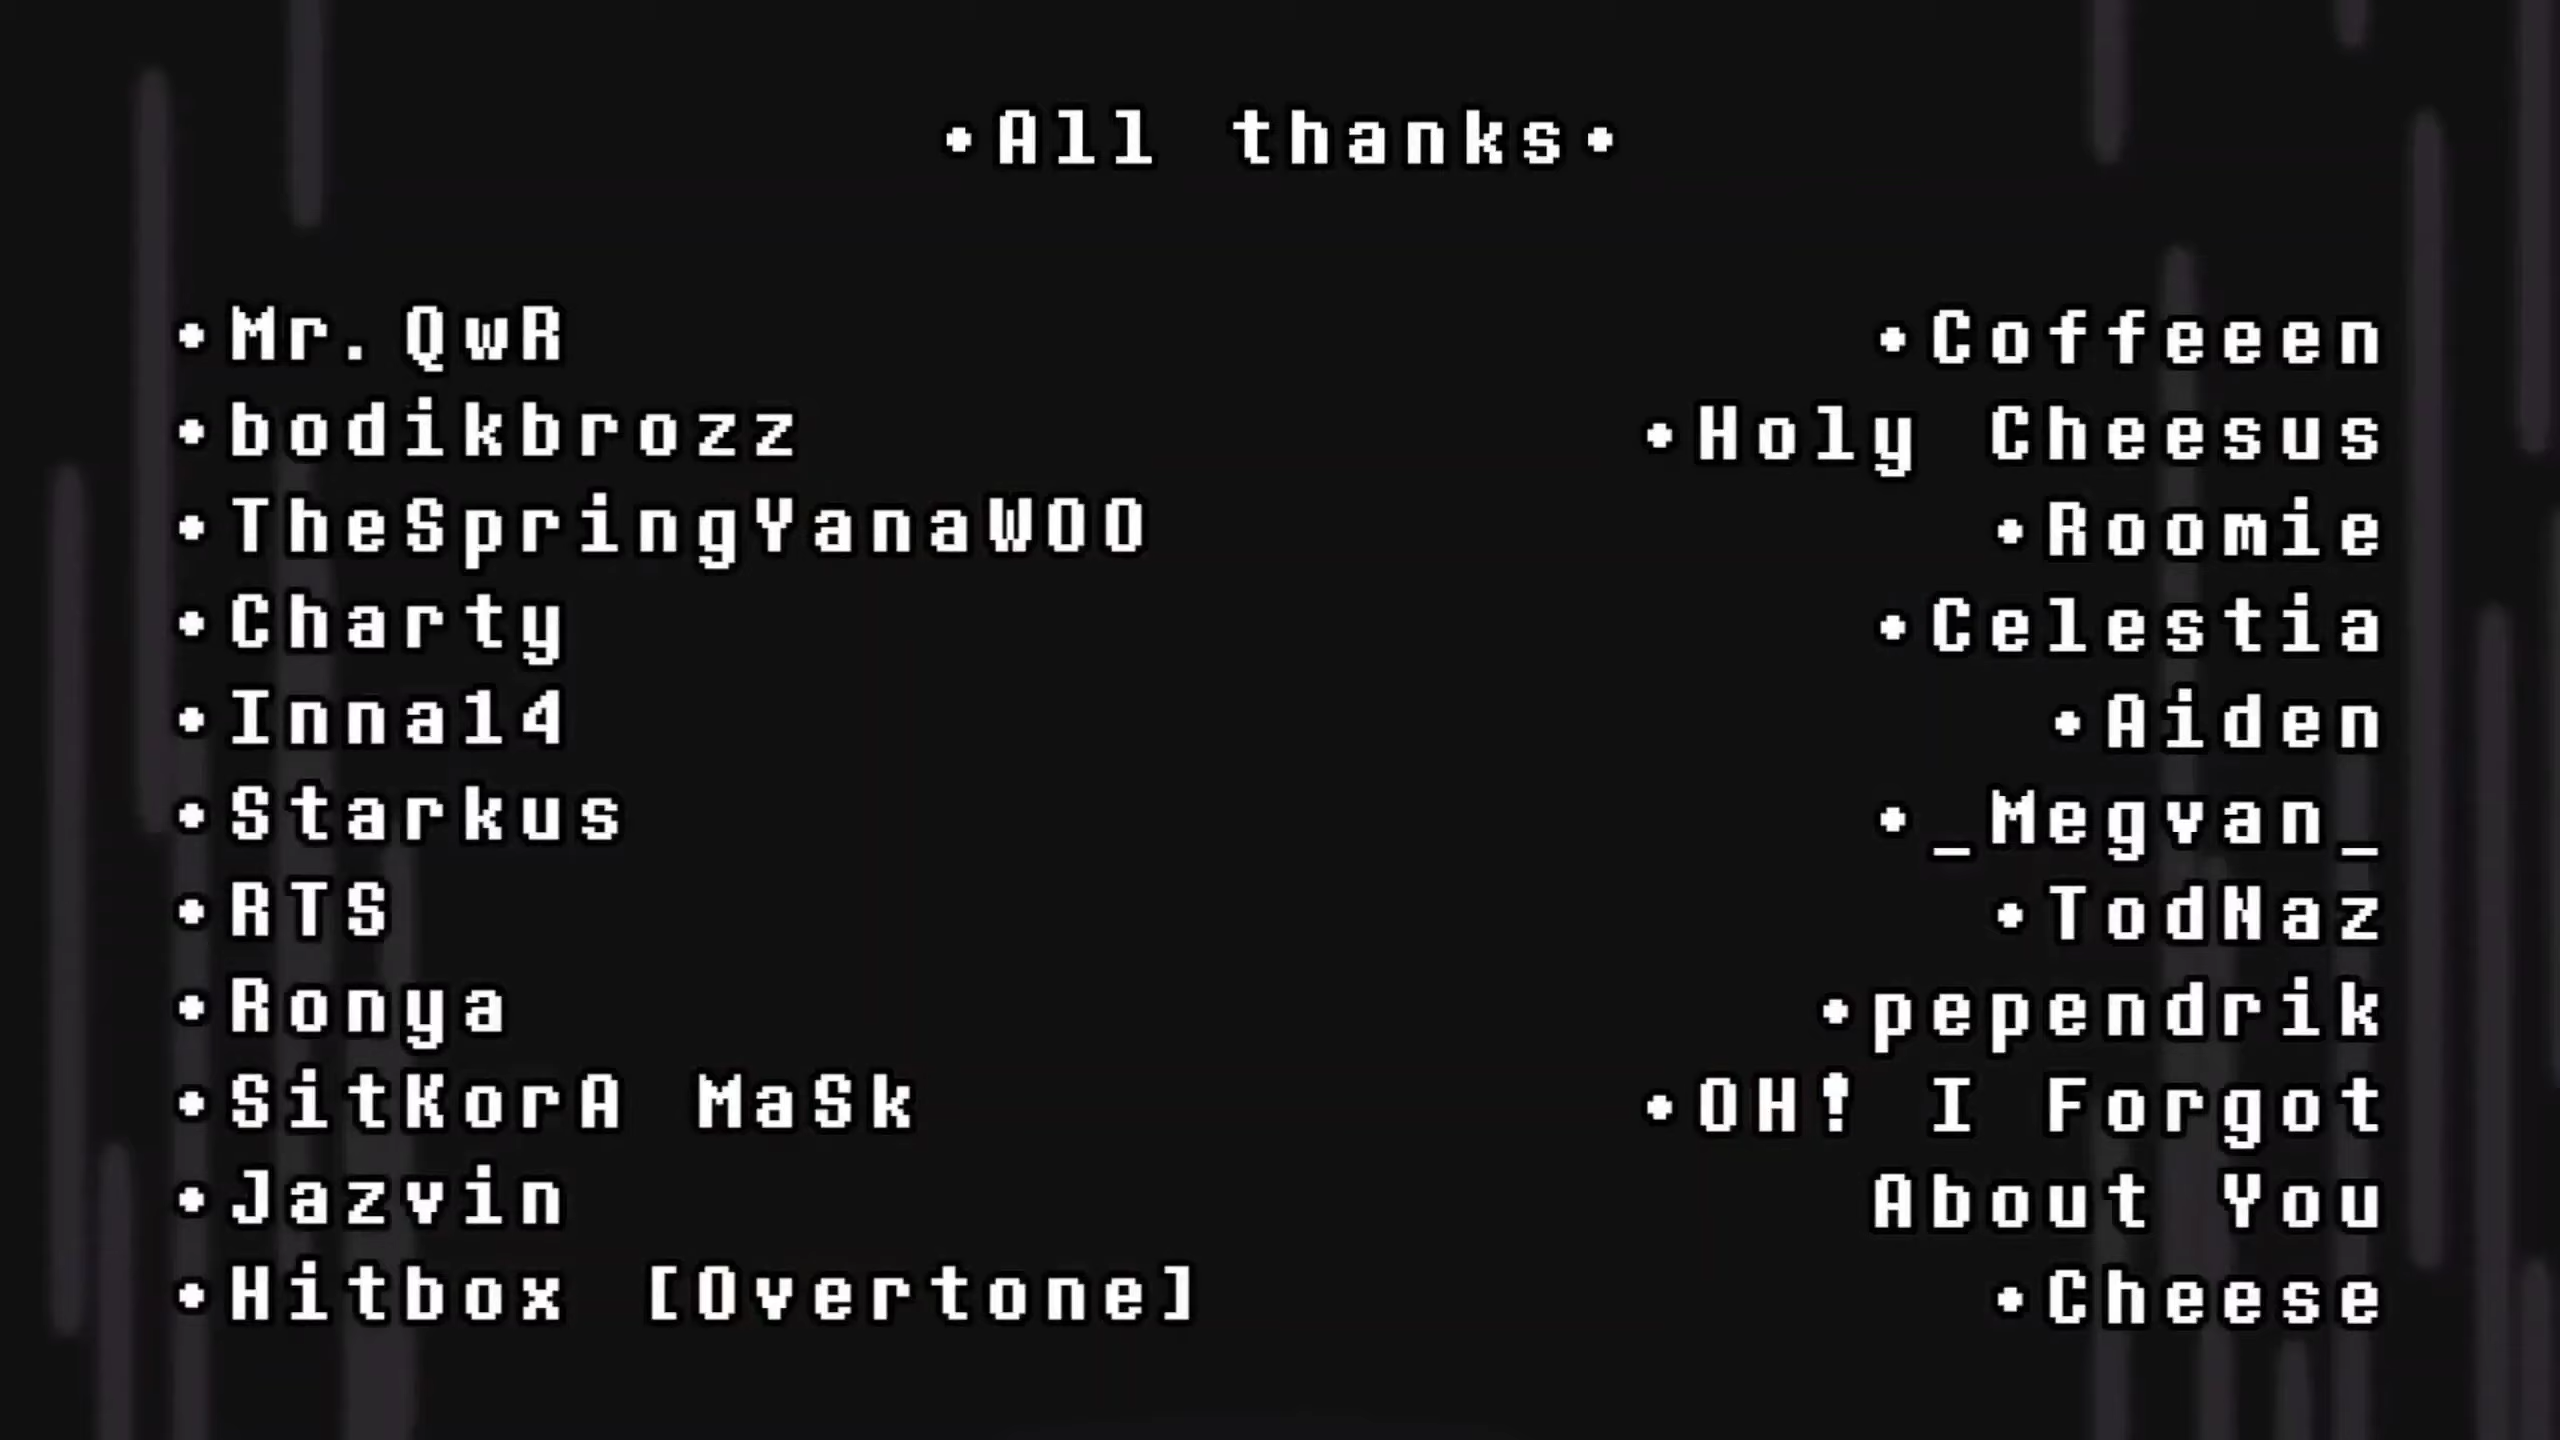 •All thanks•
•Mr.QwR
•bodikbrozz
•TheSpringYanaWOO
•Charty
•Inna14
•Starkus
•RTS
•Ronya
•SitKorA MaSk
•Jazvin
•Hitbox [Overtone]
•Coffeeen
•Holy Cheesus
•Roomie
•Celestia
•Aiden
•_Megvan_
•TodNaz
•pependrik
•OH! I Forgot
About You
•Cheese